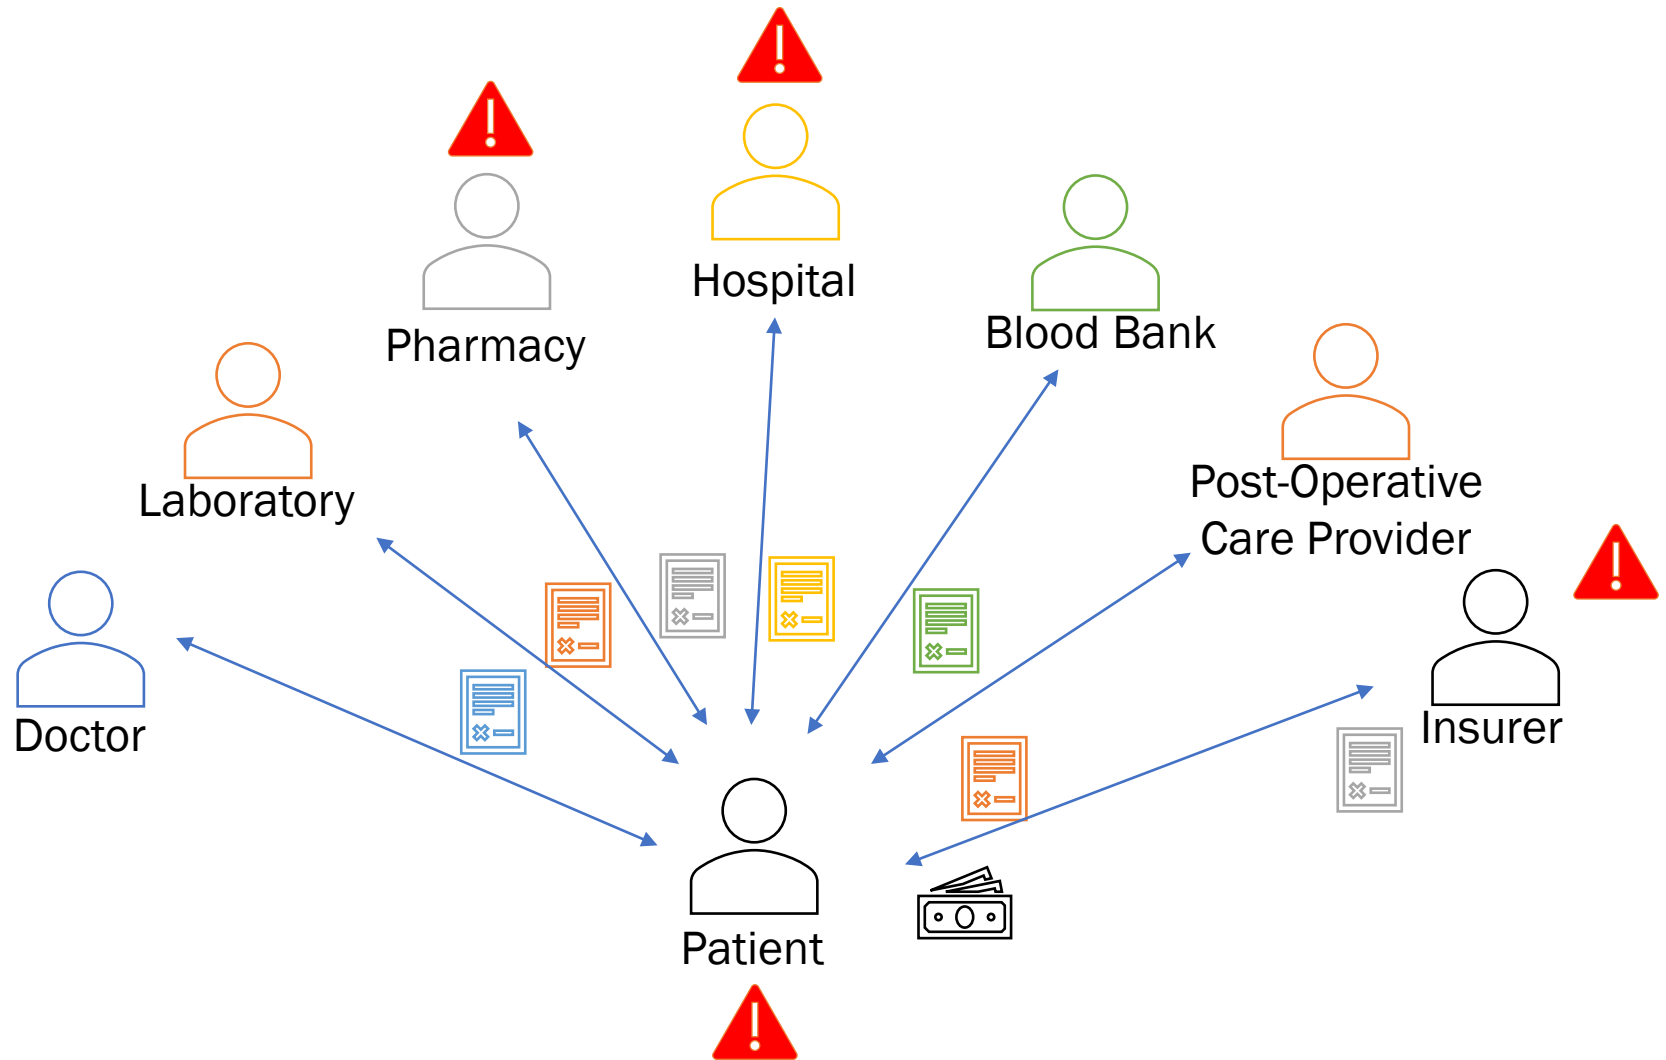 Hospital
Pharmacy
Blood Bank
Laboratory
Post-Operative
Care Provider
Doctor
Insurer
Patient